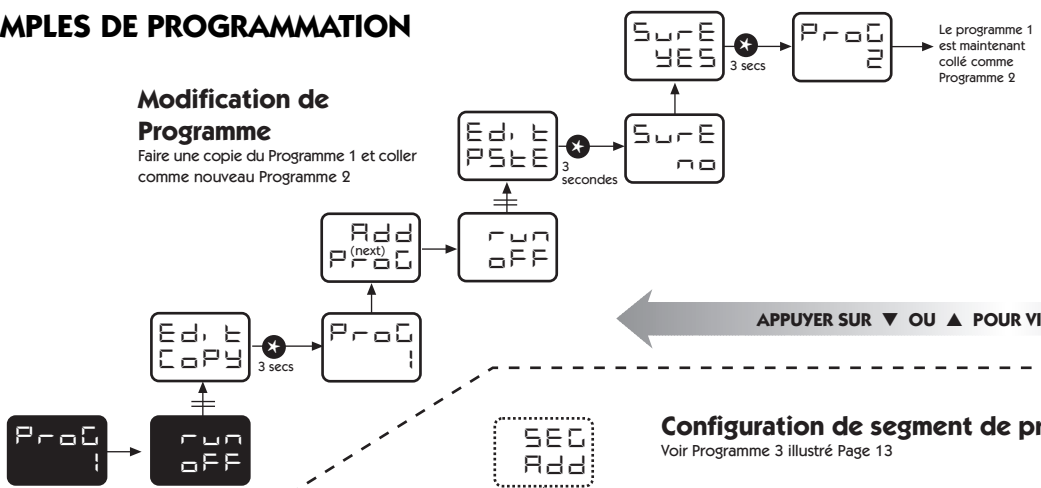 MPLES DE PROGRAMMATION
SurE
YES
3 secs
ProG
2
Le programme 1
est maintenant
collé comme
Programme 2
Modification de
Programme
Faire une copie du Programme 1 et coller
comme nouveau Programme 2
Edit
PStE
3
secondes
SurE
no
Add
(next)
ProG
run
oFF
APPUYER SUR ▼ OU ▲ POUR VI
Edit
CoPY
3 secs
ProG
1
ProG
1
run
oFF
SEG
Add
Configuration de segment de pr
Voir Programme 3 illustré Page 13